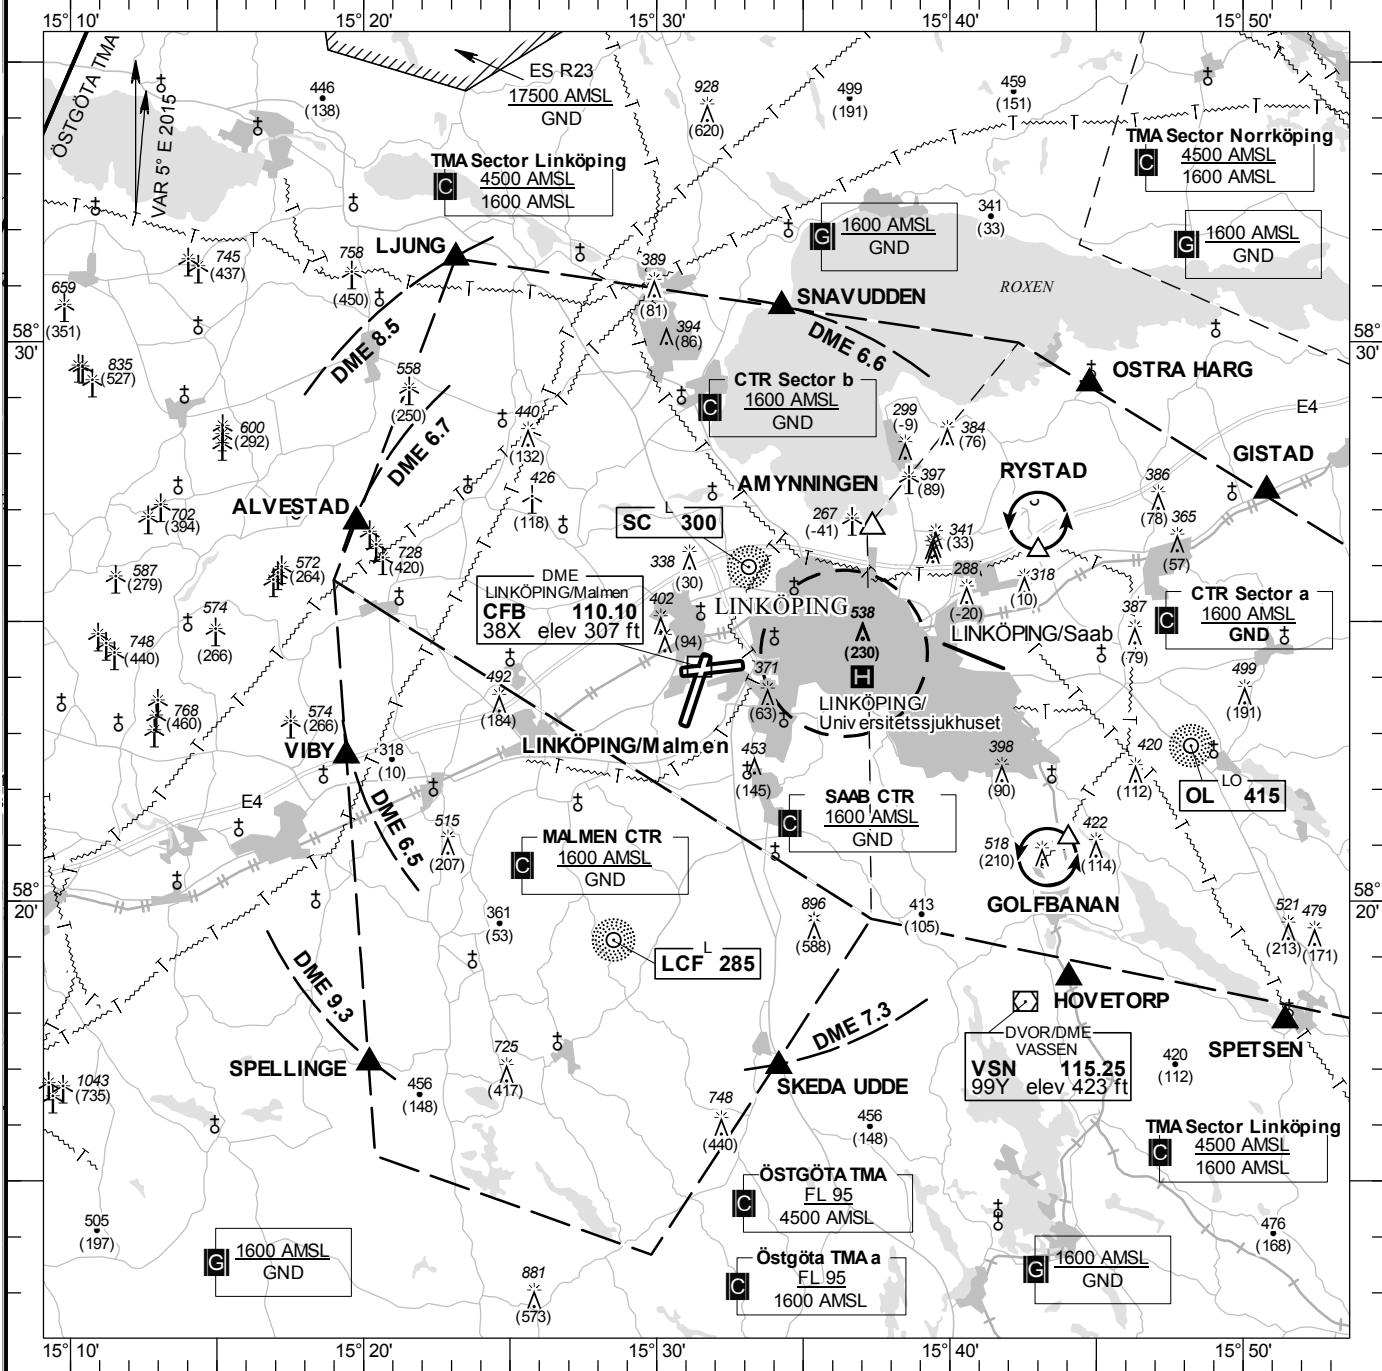 15°10'
15°20'
15°30'
15°40'
15°50'
ÖSTGÖTA TMA
VAR 5° E 2015
446
(138)
ES R23
17500 AMSL
GND
928
(620)
499
(191)
459
(151)
TMA Sector Linköping
C
4500 AMSL
1600 AMSL
TMA Sector Norrköping
C
4500 AMSL
1600 AMSL
341
(33)
G
1600 AMSL
GND
G
1600 AMSL
GND
LJUNG
745
(437)
758
(450)
389
(81)
659
(351)
SNAVUDDEN
ROXEN
394
(86)
DME 8.5
DME 6.6
58°
30'
58°
30'
835
(527)
558
(250)
CTR Sector b
C
1600 AMSL
GND
OSTRA HARG
E4
600
(292)
440
(132)
DME 6.7
299
(-9)
384
(76)
GISTAD
426
(118)
AMYNNINGEN
397
(89)
RYSTAD
386
(78)
ALVESTAD
702
(394)
L
SC 300
267
(-41)
341
(33)
365
(57)
728
(420)
587
(279)
572
(264)
338
(30)
288
(-20)
318
(10)
DME
LINKÖPING/Malmen
CFB 110.10
38X elev 307 ft
402
(94)
LINKÖPING
538
(230)
H
LINKÖPING/Saab
387
(79)
CTR Sector a
C
1600 AMSL
GND
574
(266)
748
(440)
492
(184)
371
(63)
LINKÖPING/
Universitetssjukhuset
499
(191)
768
(460)
574
(266)
VIBY
318
(10)
LINKÖPING/Malmen
453
(145)
398
(90)
420
(112)
LO
OL 415
E4
DME 6.5
515
(207)
MALMEN CTR
C
1600 AMSL
GND
SAAB CTR
C
1600 AMSL
GND
518
(210)
422
(114)
58°
20'
58°
20'
GOLFBANAN
361
(53)
896
(588)
413
(105)
521
(213)
479
(171)
DME 9.3
L
LCF 285
HOVETORP
DVOR/DME
VASSEN
VSN 115.25
99Y elev 423 ft
DME 7.3
SPETSEN
SPELLINGE
725
(417)
456
(148)
SKEDA UDDE
420
(112)
1043
(735)
748
(440)
456
(148)
TMA Sector Linköping
C
4500 AMSL
1600 AMSL
ÖSTGÖTA TMA
C
FL 95
4500 AMSL
505
(197)
476
(168)
G
1600 AMSL
GND
Östgöta TMA a
C
FL 95
1600 AMSL
G
1600 AMSL
GND
881
(573)
15°10'
15°20'
15°30'
15°40'
15°50'